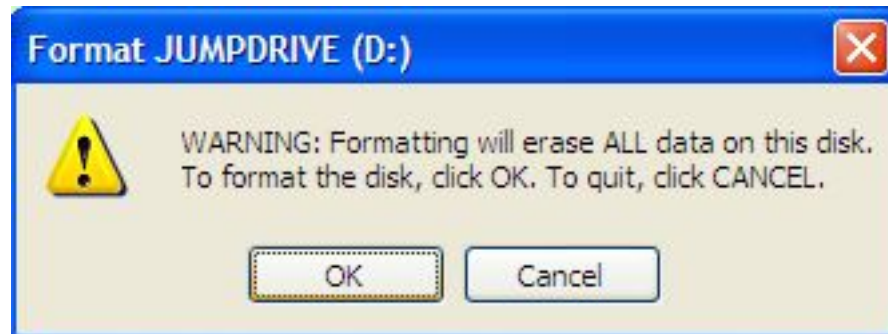 Format JUMPDRIVE (D:)
WARNING: Formatting will erase ALL data on this disk.
To format the disk, click OK. To quit, click CANCEL.
OK
Cancel